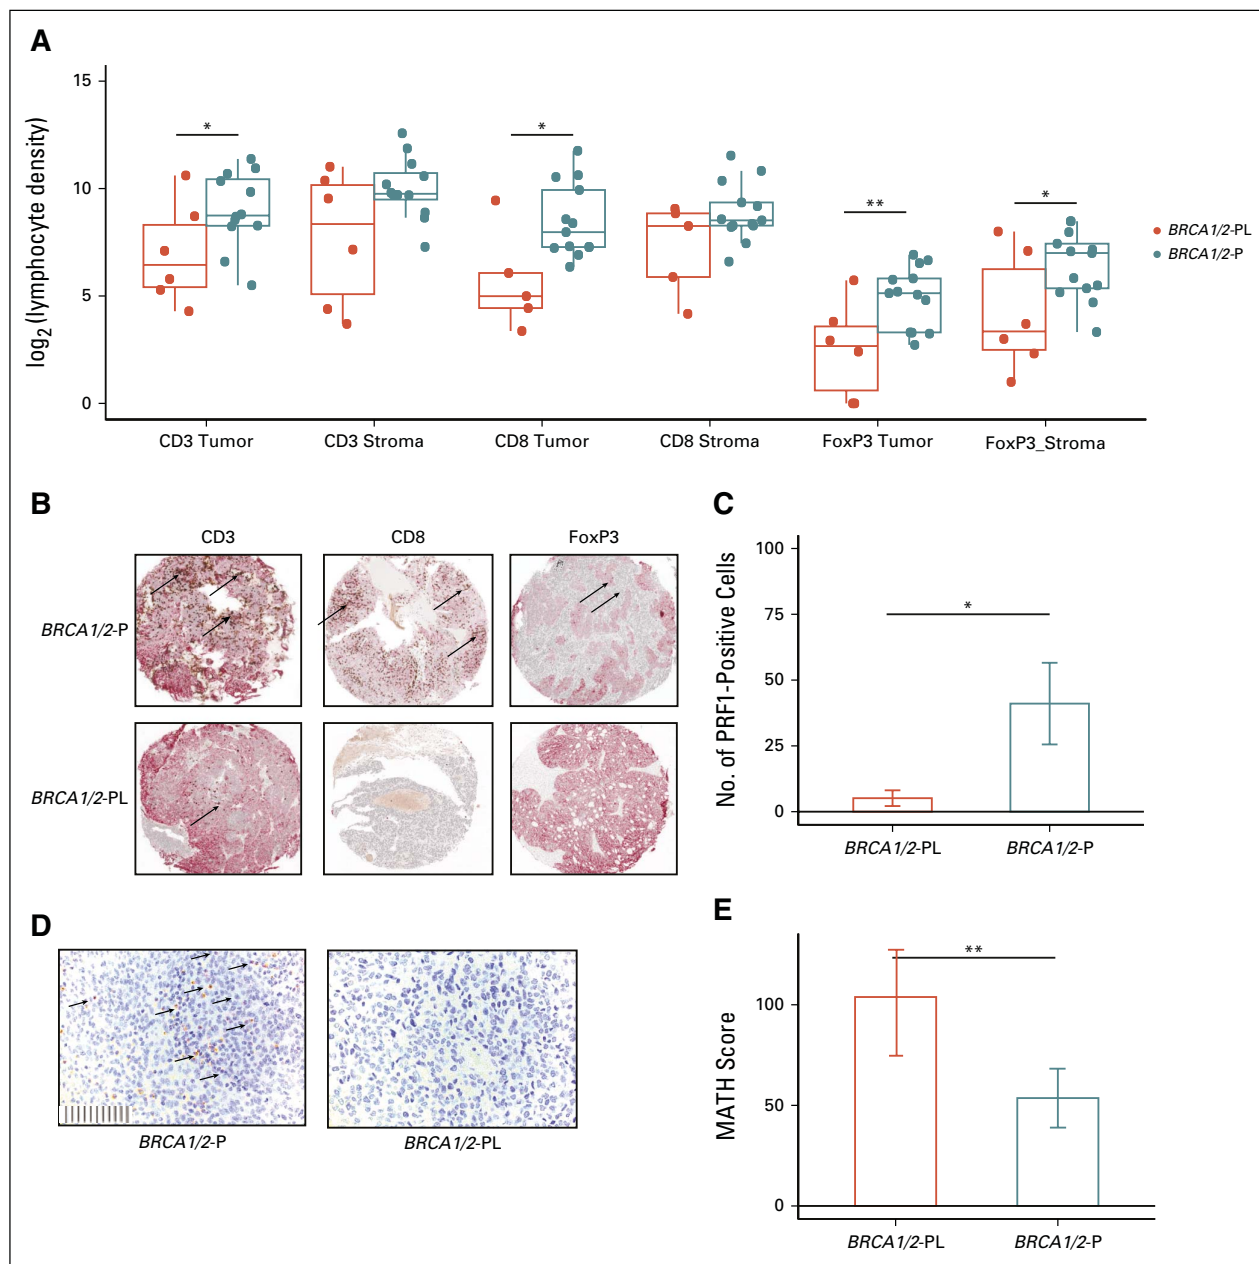 A
log2 (lymphocyte density)
15
10
5
0
*
*
**
*
CD3 Tumor
CD3 Stroma
CD8 Tumor
CD8 Stroma
FoxP3 Tumor
FoxP3_Stroma
BRCA1/2-PL
BRCA1/2-P
B
CD3
CD8
FoxP3
BRCA1/2-P
BRCA1/2-PL
C
No. of PRF1-Positive Cells
100
75
50
25
0
*
BRCA1/2-PL
BRCA1/2-P
D
BRCA1/2-P
BRCA1/2-PL
E
MATH Score
100
50
0
**
BRCA1/2-PL
BRCA1/2-P